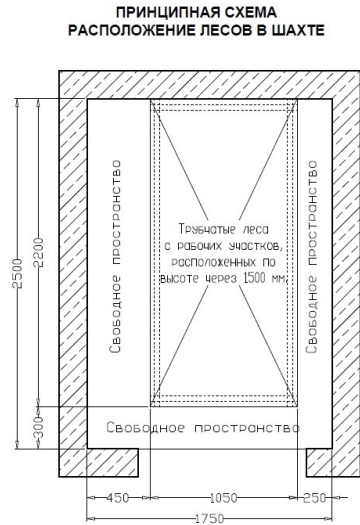 ПРИНЦИПНАЯ СХЕМА
РАСПОЛОЖЕНИЕ ЛЕСОВ В ШАХТЕ
Свободное пространство
Трубчатые леса
с рабочих участков,
расположенных по
высоте через 1500 мм.
Свободное пространство
2500
2200
300
Свободное пространство
450
1050
250
1750